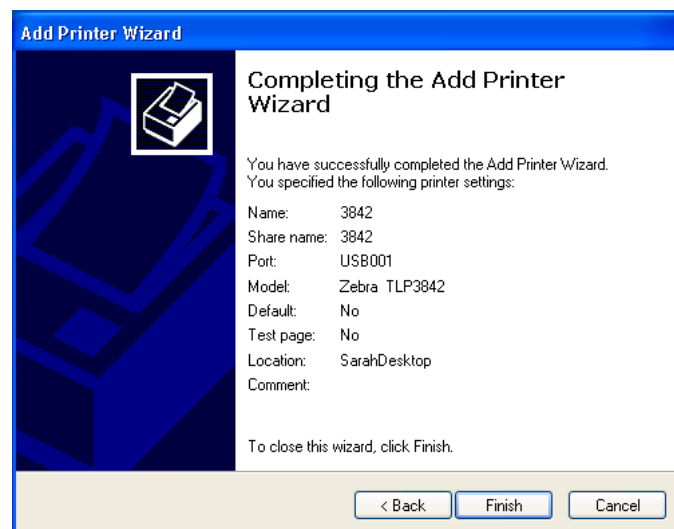 Add Printer Wizard
Completing the Add Printer
Wizard
You have successfully completed the Add Printer Wizard.
You specified the following printer settings:
Name: 3842
Share name: 3842
Port: USB001
Model: Zebra TLP3842
Default: No
Test page: No
Location: SarahDesktop
Comment:
To close this wizard, click Finish.
< Back Finish Cancel